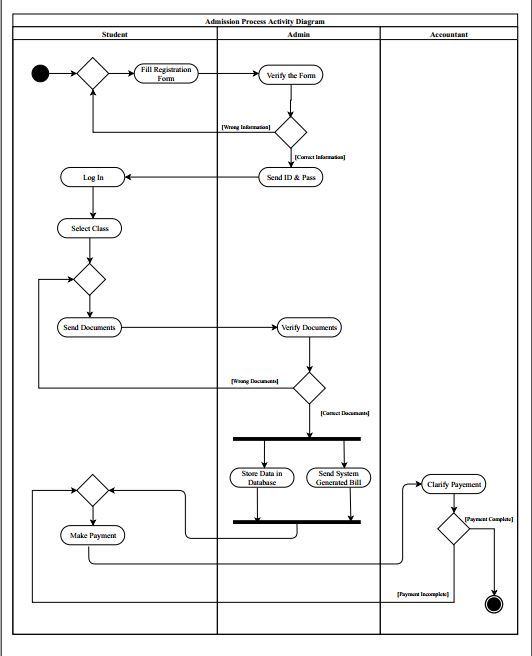 Admission Process Activity Diagram
Student
Admin
Accountant
Fill Registration
Form
Verify the Form
[Wrong Information]
[Correct Information]
Log In
Send ID & Pass
Select Class
Send Documents
Verify Documents
[Wrong Documents]
[Correct Documents]
Store Data in
Database
Send System
Generated Bill
Clarify Payement
[Payment Complete]
Make Payment
[Payment Incomplete]